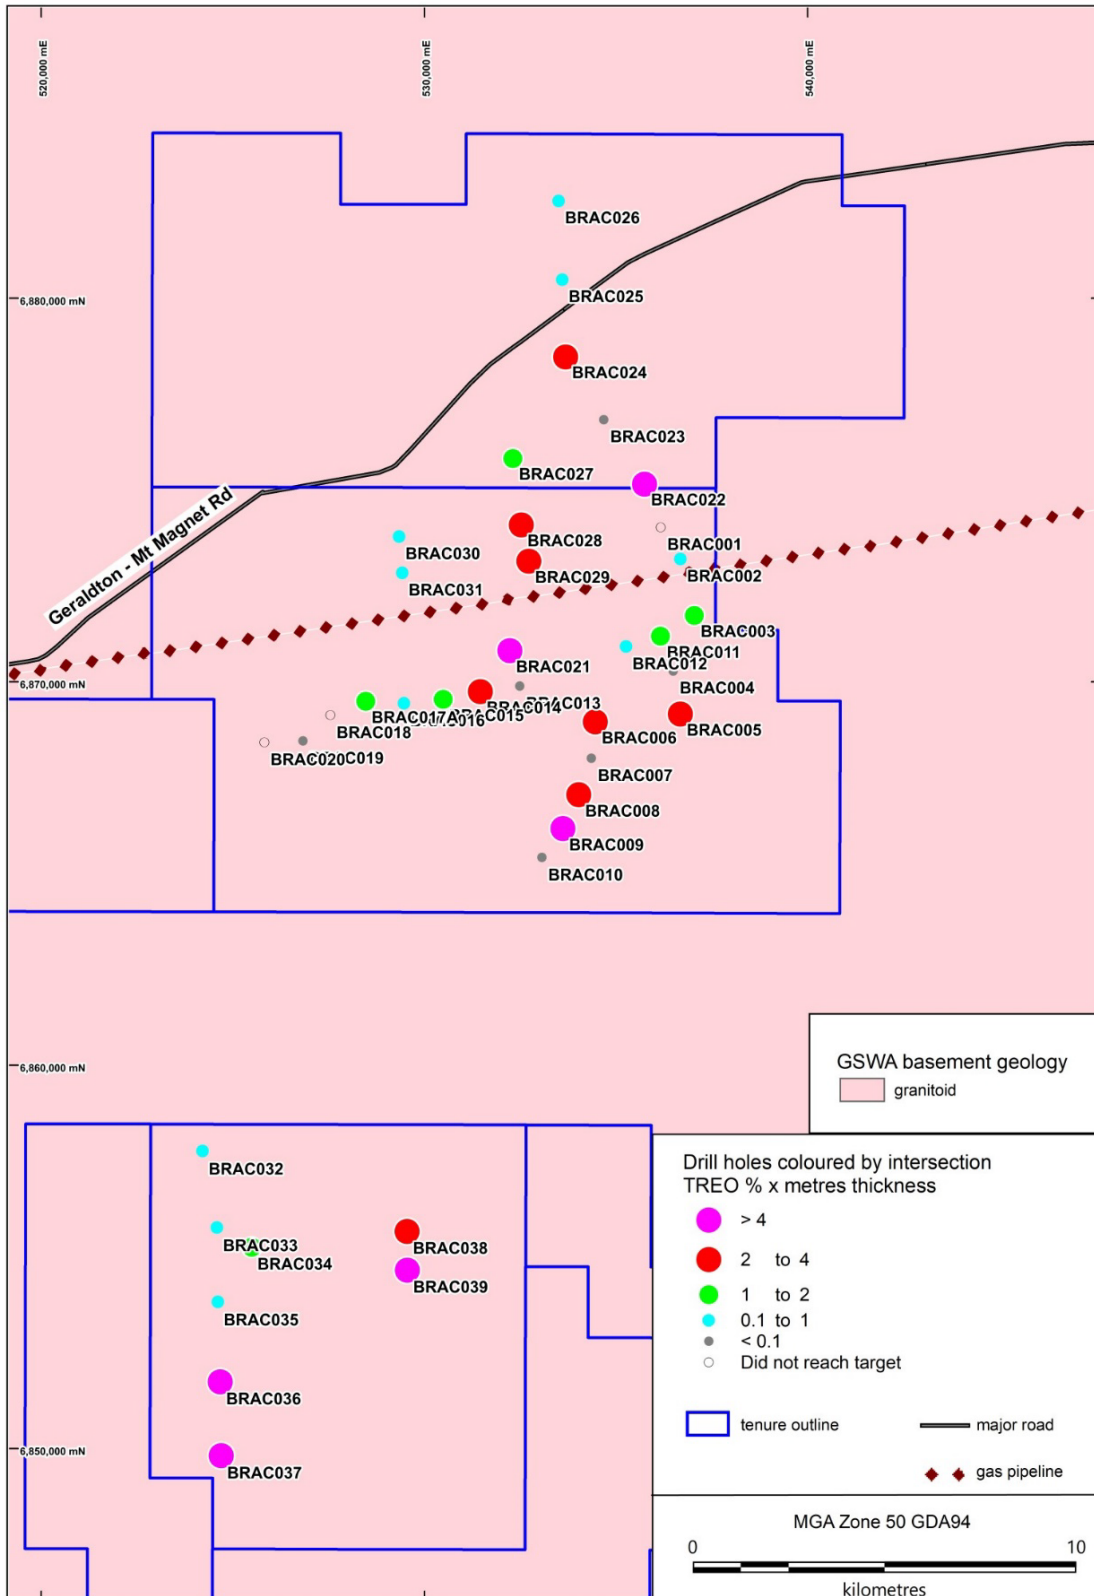 520,000 mE
530,000 mE
540,000 mE
BRAC026
BRAC025
6,880,000 mN
BRAC024
BRAC023
BRAC027
BRAC022
Geraldton - Mt Magnet Rd
BRAC028
BRAC001
BRAC030
BRAC029
BRAC002
BRAC031
BRAC003
BRAC011
BRAC012
BRAC021
6,870,000 mN
BRAC004
BRAC013
BRAC014
BRAC015
BRAC017A
BRAC018
BRAC006
BRAC005
BRAC020
BRAC007
BRAC008
BRAC009
BRAC010
6,860,000 mN
GSWA basement geology
granitoid
BRAC032
BRAC033
BRAC034
BRAC038
BRAC039
BRAC035
BRAC036
BRAC037
6,850,000 mN
Drill holes coloured by intersection
TREO % x metres thickness
> 4
2 to 4
1 to 2
0.1 to 1
< 0.1
Did not reach target
tenure outline
major road
gas pipeline
MGA Zone 50 GDA94
0
10
kilometres